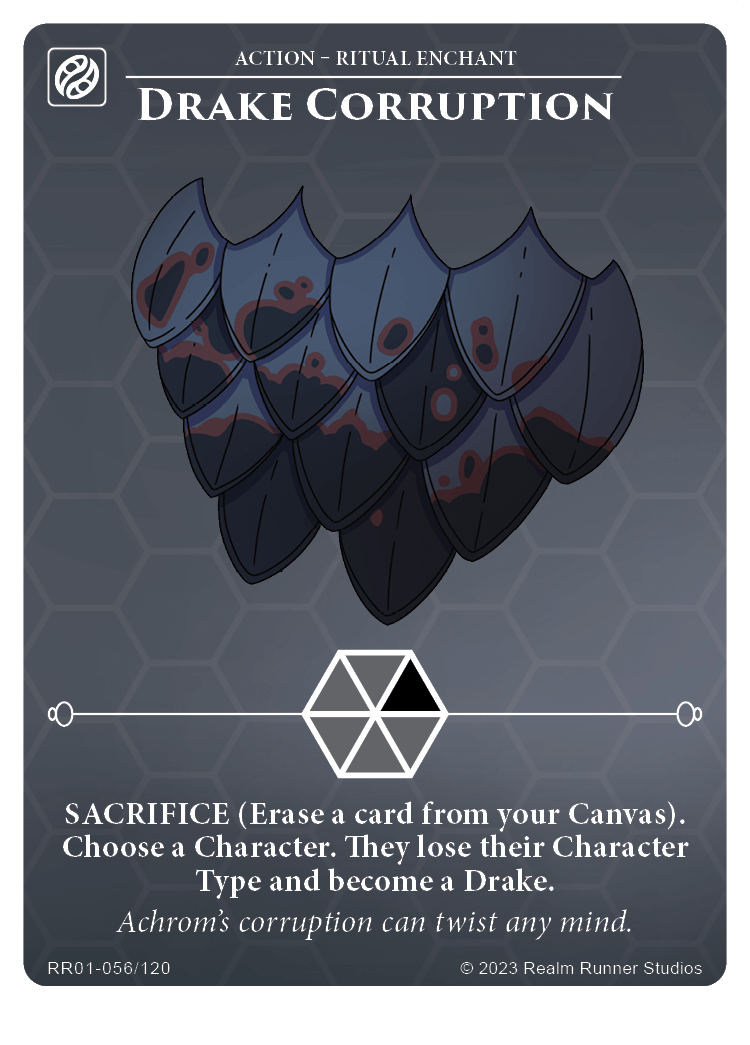 ACTION – RITUAL ENCHANT
DRAKE CORRUPTION
SACRIFICE (Erase a card from your Canvas).
Choose a Character. They lose their Character
Type and become a Drake.
Achrom’s corruption can twist any mind.
RR01-056/120
© 2023 Realm Runner Studios